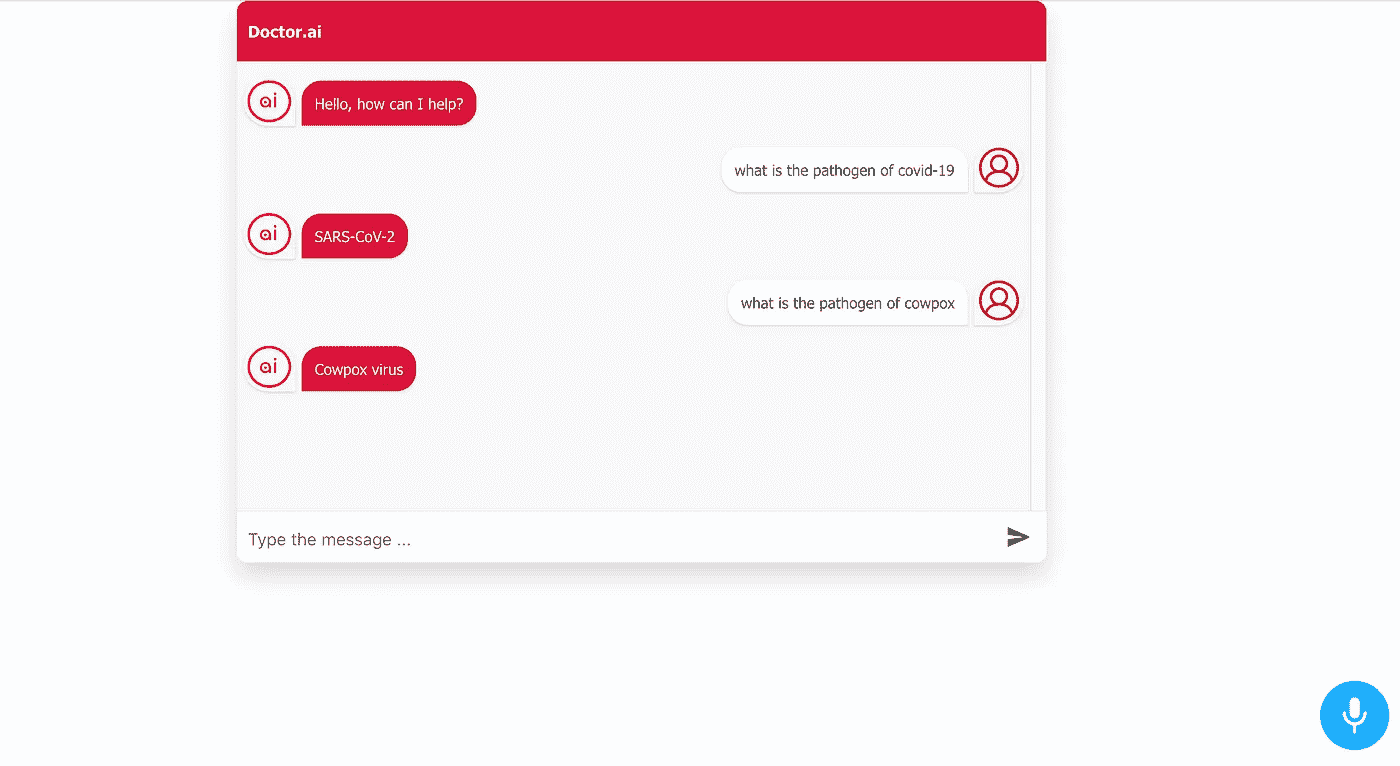 Doctor.ai
ai
Hello, how can I help?
what is the pathogen of covid-19
ai
SARS-CoV-2
what is the pathogen of cowpox
ai
Cowpox virus
Type the message ...